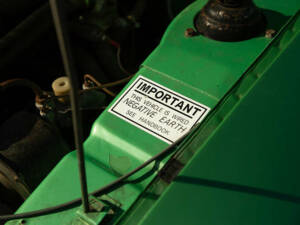 IMPORTANT
THIS VEHICLE IS WIRED
NEGATIVE EARTH
SEE HANDBOOK